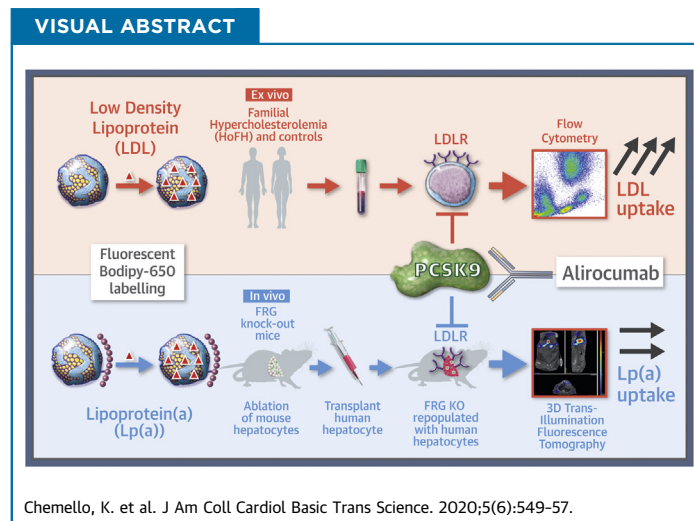 VISUAL ABSTRACT
Low Density
Lipoprotein
(LDL)
Ex vivo
Familial
Hypercholesterolemia
(HoFH) and controls
LDLR
Flow
Cytometry
LDL
uptake
Fluorescent
Bodipy-650
labelling
PCSK9
Alirocumab
In vivo
FRG
knock-out
mice
LDLR
Lp(a)
uptake
Lipoprotein(a)
(Lp(a))
Ablation
of mouse
hepatocytes
Transplant
human
hepatocyte
FRG KO
repopulated
with human
hepatocytes
3D Trans-
Illumination
Fluorescence
Tomography
Chemello, K. et al. J Am Coll Cardiol Basic Trans Science. 2020;5(6):549–57.